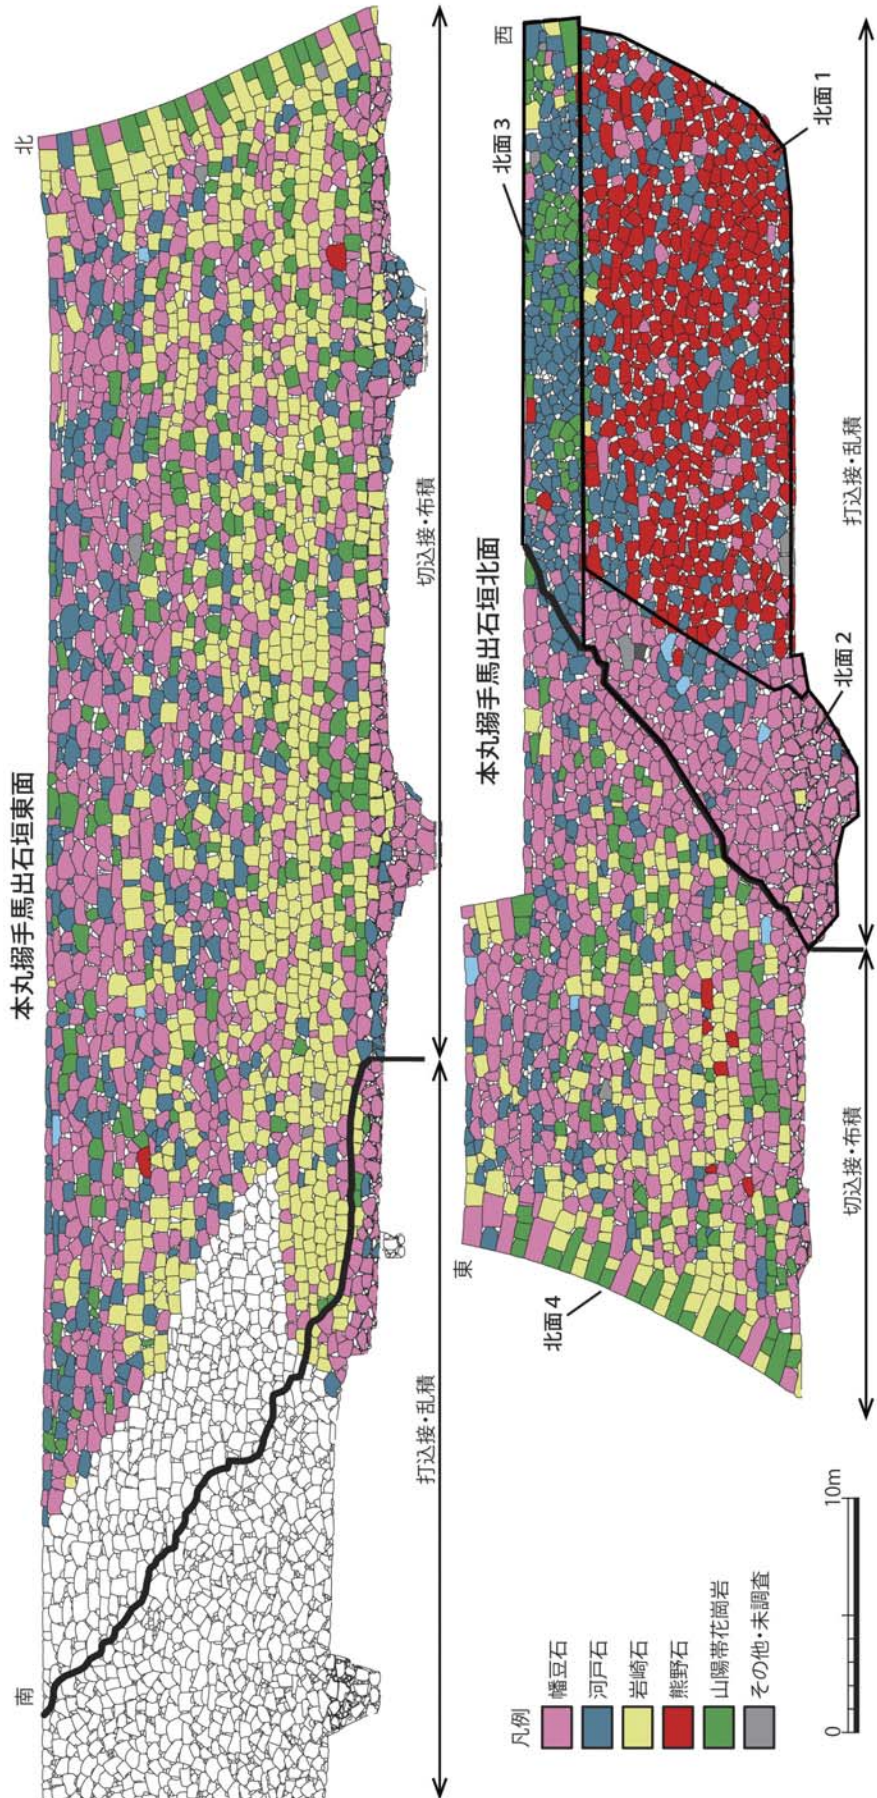 本丸搦手馬出石垣東面
南
北
打込接・乱積
切込接・布積
本丸搦手馬出石垣北面
東
西
北面3
北面1
北面2
北面4
切込接・布積
打込接・乱積
凡例
幡豆石
河戸石
岩崎石
熊野石
山陽帯花崗岩
その他・未調査
0
10m